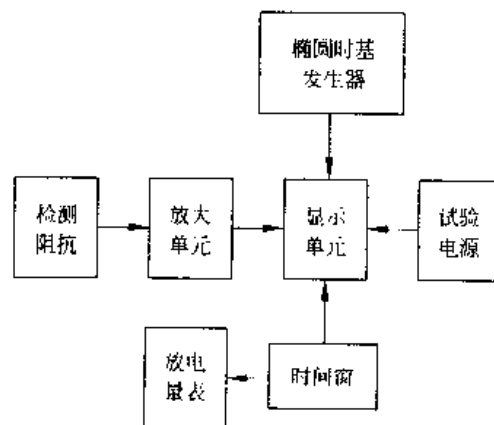 椭圆时基
发生器
检测
阻抗
放大
单元
显示
单元
试验
电源
放电
量表
时间窗